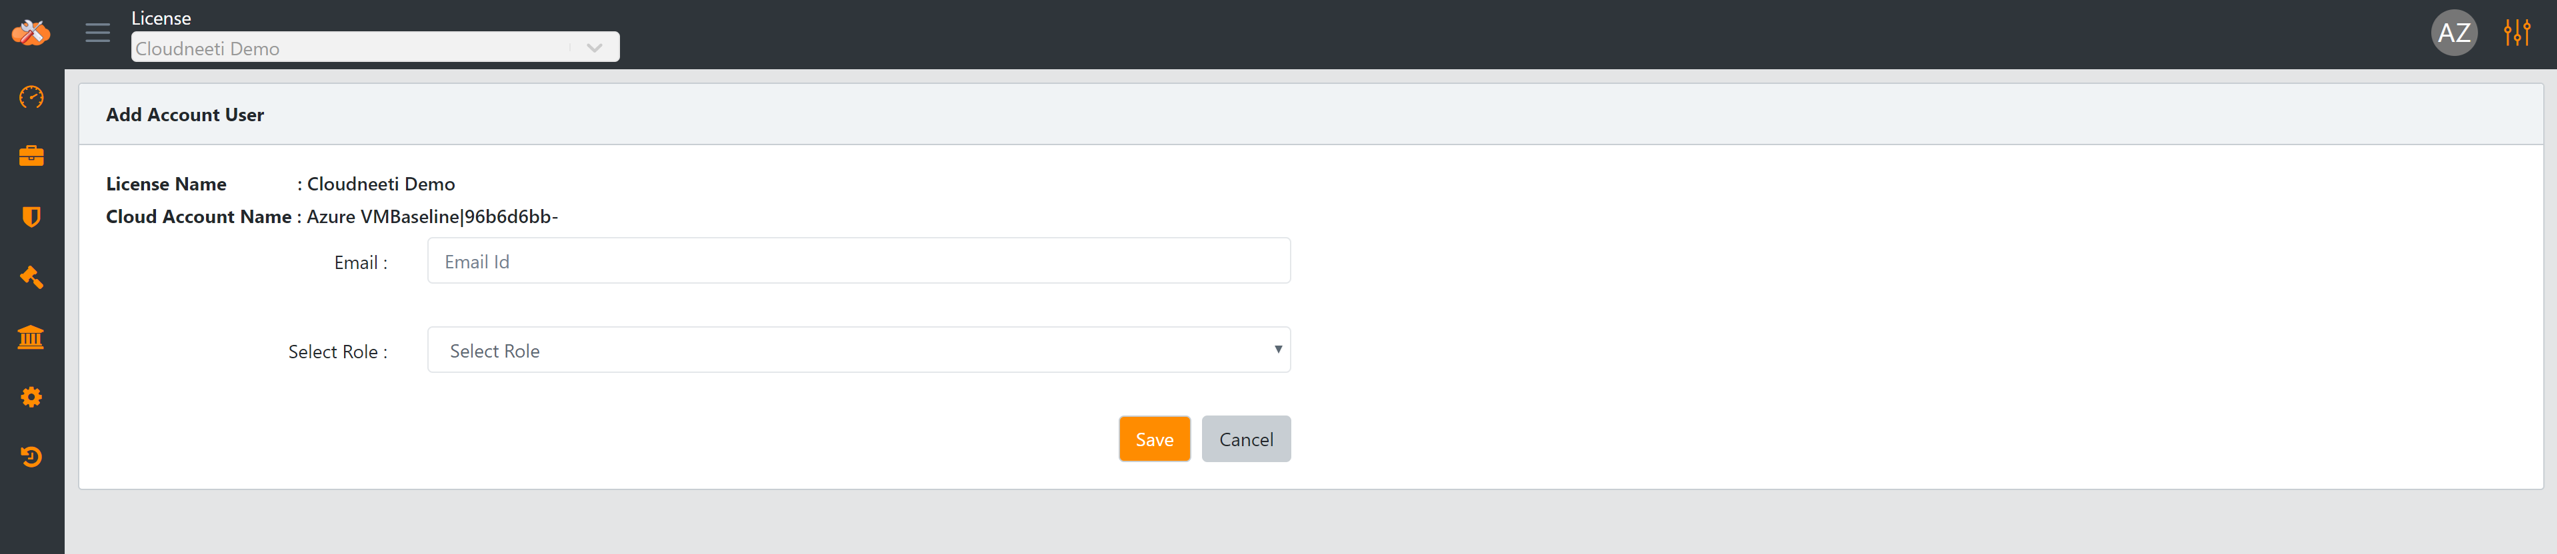 License
Cloudneeti Demo
AZ
Add Account User
License Name : Cloudneeti Demo
Cloud Account Name : Azure VMBaseline|96b6d6bb-
Email :
Email Id
Select Role :
Select Role
Save
Cancel